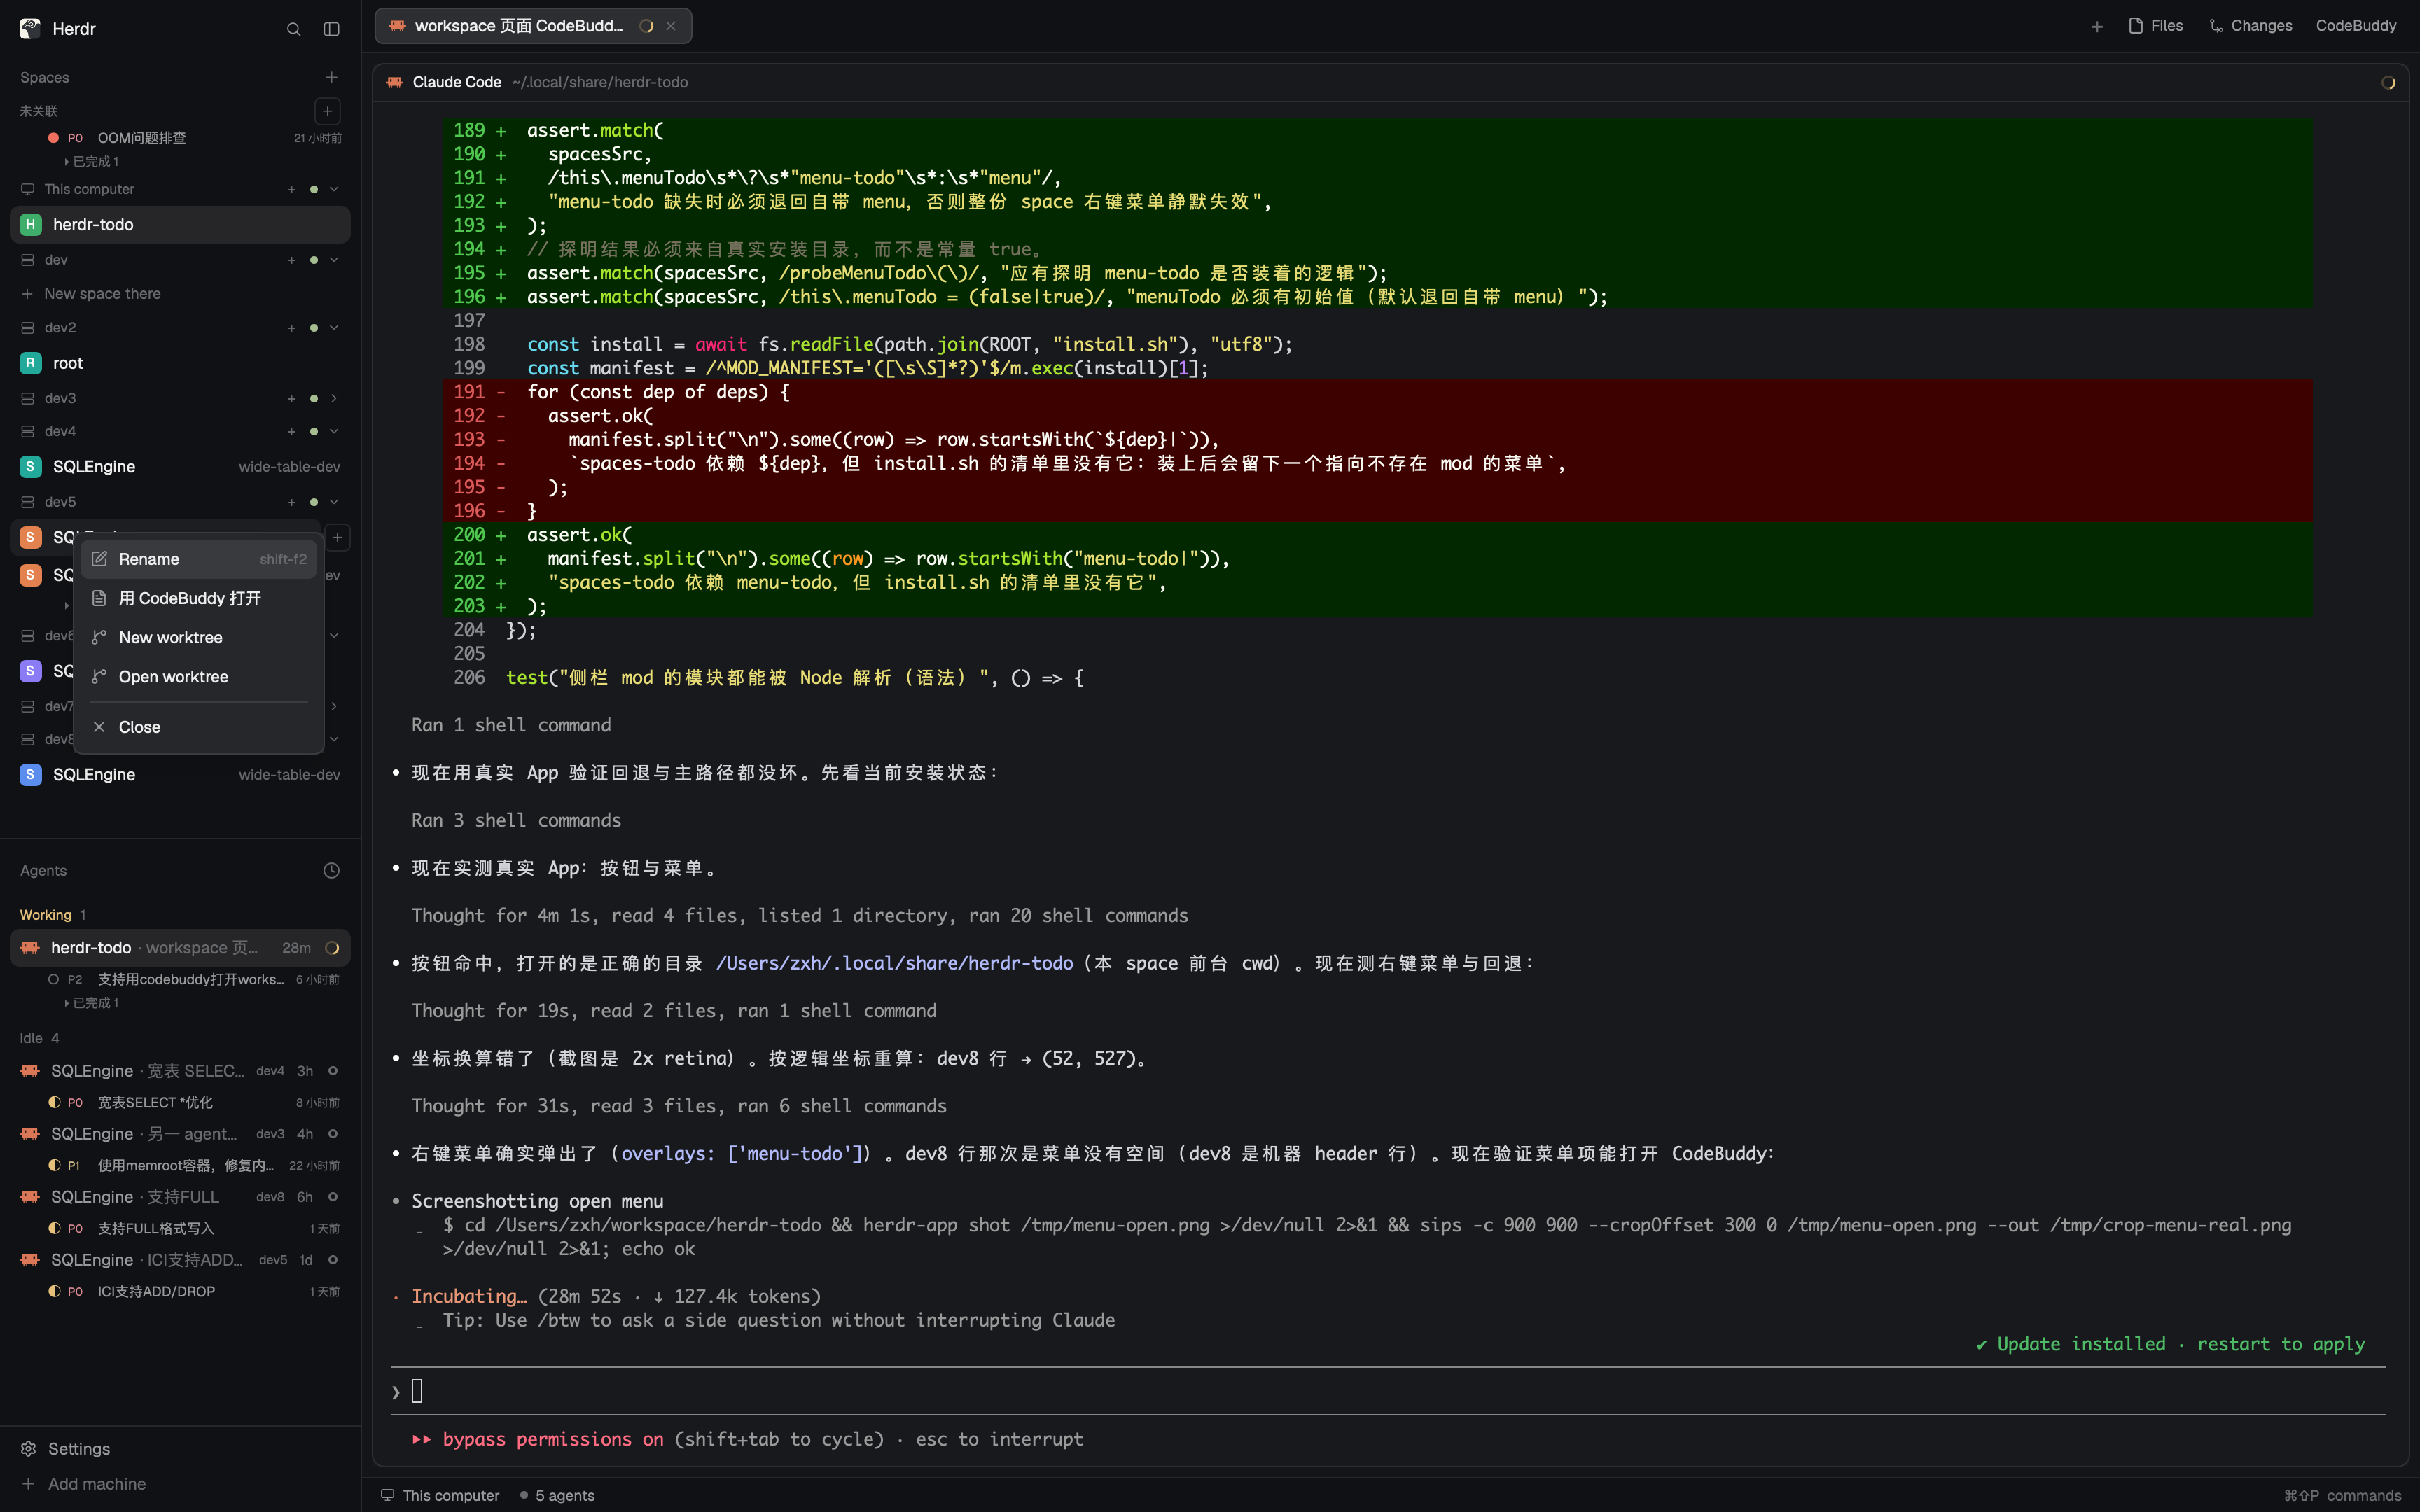 Herdr
Spaces
未关联
P0 OOM问题排查 21 小时前
已完成 1
This computer
H herdr-todo
dev
New space there
dev2
R root
dev3
dev4
S SQLEngine wide-table-dev
dev5
S
S SQ ev
Rename shift-f2
用 CodeBuddy 打开
New worktree
Open worktree
Close
S SQ
dev7
S SQLEngine wide-table-dev
Agents
Working 1
herdr-todo · workspace 页... 28m
P2 支持用codebuddy打开works... 6 小时前
已完成 1
Idle 4
SQLEngine · 宽表 SELEC... dev4 3h
P0 宽表SELECT *优化 8 小时前
SQLEngine · 另一 agent... dev3 4h
P1 使用memroot容器，修复内... 22 小时前
SQLEngine · 支持FULL dev8 6h
P0 支持FULL格式写入 1 天前
SQLEngine · ICI支持ADD... dev5 1d
P0 ICI支持ADD/DROP 1 天前
Settings
Add machine
workspace 页面 CodeBudd...
Files Changes CodeBuddy
Claude Code ~/.local/share/herdr-todo
189 + assert.match(
190 + spacesSrc,
191 + /this\.menuTodo\s*\?\s*"menu-todo"\s*:\s*"menu"/,
192 + "menu-todo 缺失时必须退回自带 menu，否则整份 space 右键菜单静默失效",
193 + );
194 + // 探明结果必须来自真实安装目录，而不是常量 true。
195 + assert.match(spacesSrc, /probeMenuTodo\(\)/, "应有探明 menu-todo 是否装着的逻辑");
196 + assert.match(spacesSrc, /this\.menuTodo = (false|true)/, "menuTodo 必须有初始值（默认退回自带 menu）");
197
198 const install = await fs.readFile(path.join(ROOT, "install.sh"), "utf8");
199 const manifest = /^MOD_MANIFEST='([\s\S]*?)'$/m.exec(install)[1];
191 - for (const dep of deps) {
192 - assert.ok(
193 - manifest.split("\n").some((row) => row.startsWith(`${dep}|`)),
194 - `spaces-todo 依赖 ${dep}，但 install.sh 的清单里没有它：装上后会留下一个指向不存在 mod 的菜单`,
195 - );
196 - }
200 + assert.ok(
201 + manifest.split("\n").some((row) => row.startsWith("menu-todo|")),
202 + "spaces-todo 依赖 menu-todo，但 install.sh 的清单里没有它",
203 + );
204 });
205
206 test("侧栏 mod 的模块都能被 Node 解析（语法）", () => {
Ran 1 shell command
• 现在用真实 App 验证回退与主路径都没坏。先看当前安装状态：
Ran 3 shell commands
• 现在实测真实 App：按钮与菜单。
Thought for 4m 1s, read 4 files, listed 1 directory, ran 20 shell commands
• 按钮命中，打开的是正确的目录 /Users/zxh/.local/share/herdr-todo（本 space 前台 cwd）。现在测右键菜单与回退：
Thought for 19s, read 2 files, ran 1 shell command
• 坐标换算错了（截图是 2x retina）。按逻辑坐标重算：dev8 行 → (52, 527)。
Thought for 31s, read 3 files, ran 6 shell commands
• 右键菜单确实弹出了（overlays: ['menu-todo']）。dev8 行那次是菜单没有空间（dev8 是机器 header 行）。现在验证菜单项能打开 CodeBuddy：
• Screenshotting open menu
$ cd /Users/zxh/workspace/herdr-todo && herdr-app shot /tmp/menu-open.png >/dev/null 2>&1 && sips -c 900 900 --cropOffset 300 0 /tmp/menu-open.png --out /tmp/crop-menu-real.png
>/dev/null 2>&1; echo ok
· Incubating… (28m 52s · ↓ 127.4k tokens)
Tip: Use /btw to ask a side question without interrupting Claude
✔ Update installed · restart to apply
❯
⏵⏵ bypass permissions on (shift+tab to cycle) · esc to interrupt
This computer 5 agents
⌘⇧P commands